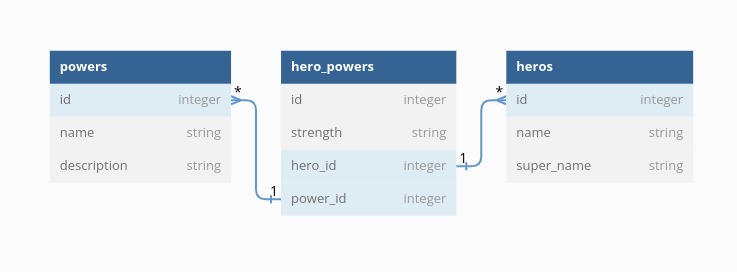 powers
id integer
name string
description string
*
1
hero_powers
id integer
strength string
hero_id integer
power_id integer
1
*
heros
id integer
name string
super_name string